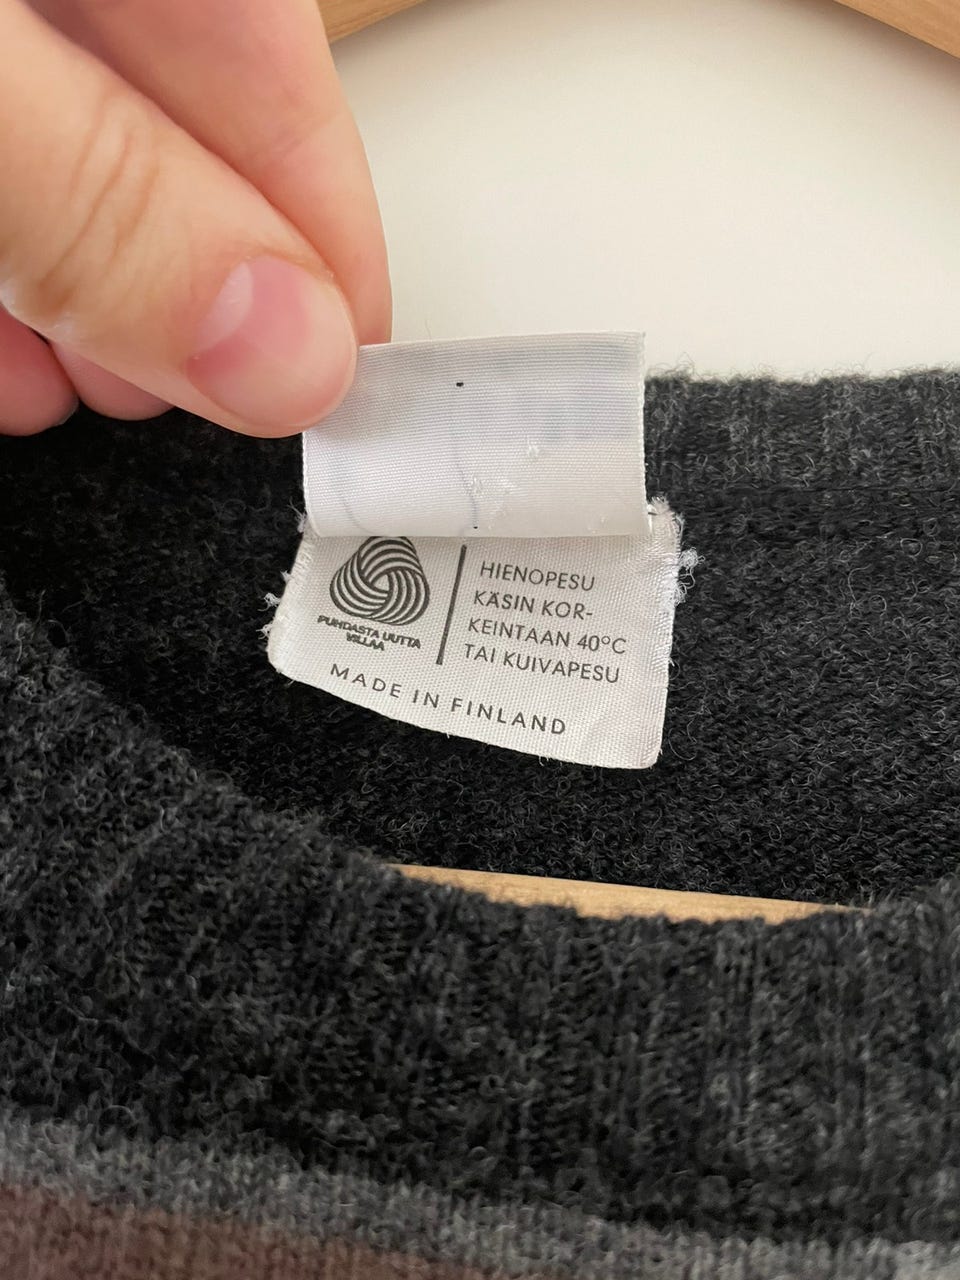 PUHDASTA UUTTA
VILLAA
HIENOPESU
KÄSIN KOR-
KEINTAAN 40°C
TAI KUIVAPESU
MADE IN FINLAND